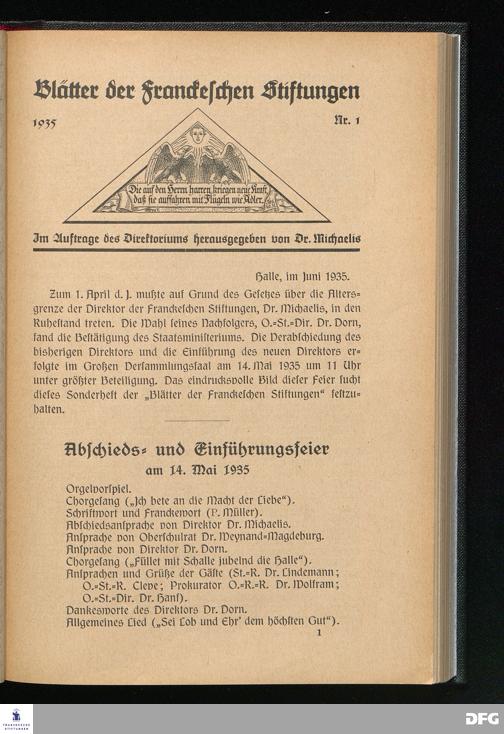 Blätter der Franckeschen Stiftungen
1935 Nr. 1
Die auf den Herrn harren, kriegen neue Kraft,
daß sie auffahren mit Flügeln wie Adler.
Im Auftrage des Direktoriums herausgegeben von Dr. Michaelis
Halle, im Juni 1935.
Zum 1. April d. J. mußte auf Grund des Gesetzes über die Alters-
grenze der Direktor der Franckeschen Stiftungen, Dr. Michaelis, in den
Ruhestand treten. Die Wahl seines Nachfolgers, O.-St.-Dir. Dr. Dorn,
fand die Bestätigung des Staatsministeriums. Die Verabschiedung des
bisherigen Direktors und die Einführung des neuen Direktors er-
folgte im Großen Versammlungssaal am 14. Mai 1935 um 11 Uhr
unter größter Beteiligung. Das eindrucksvolle Bild dieser Feier sucht
dieses Sonderheft der „Blätter der Franckeschen Stiftungen“ festzu-
halten.
Abschieds- und Einführungsfeier
am 14. Mai 1935
Orgelvorspiel.
Chorgesang („Ich bete an die Macht der Liebe“).
Schriftwort und Franckewort (P. Müller).
Abschiedsansprache von Direktor Dr. Michaelis.
Ansprache von Oberschulrat Dr. Weynand-Magdeburg.
Ansprache von Direktor Dr. Dorn.
Chorgesang („Füllet mit Schalle jubelnd die Halle“).
Ansprachen und Grüße der Gäste (St.-R. Dr. Lindemann;
O.-St.-R. Cleve; Prokurator O.-R.-R. Dr. Wolfram;
O.-St.-Dir. Dr. Hanf).
Dankesworte des Direktors Dr. Dorn.
Allgemeines Lied („Sei Lob und Ehr' dem höchsten Gut“).
1
FRANCKESCHE
STIFTUNGEN
DFG